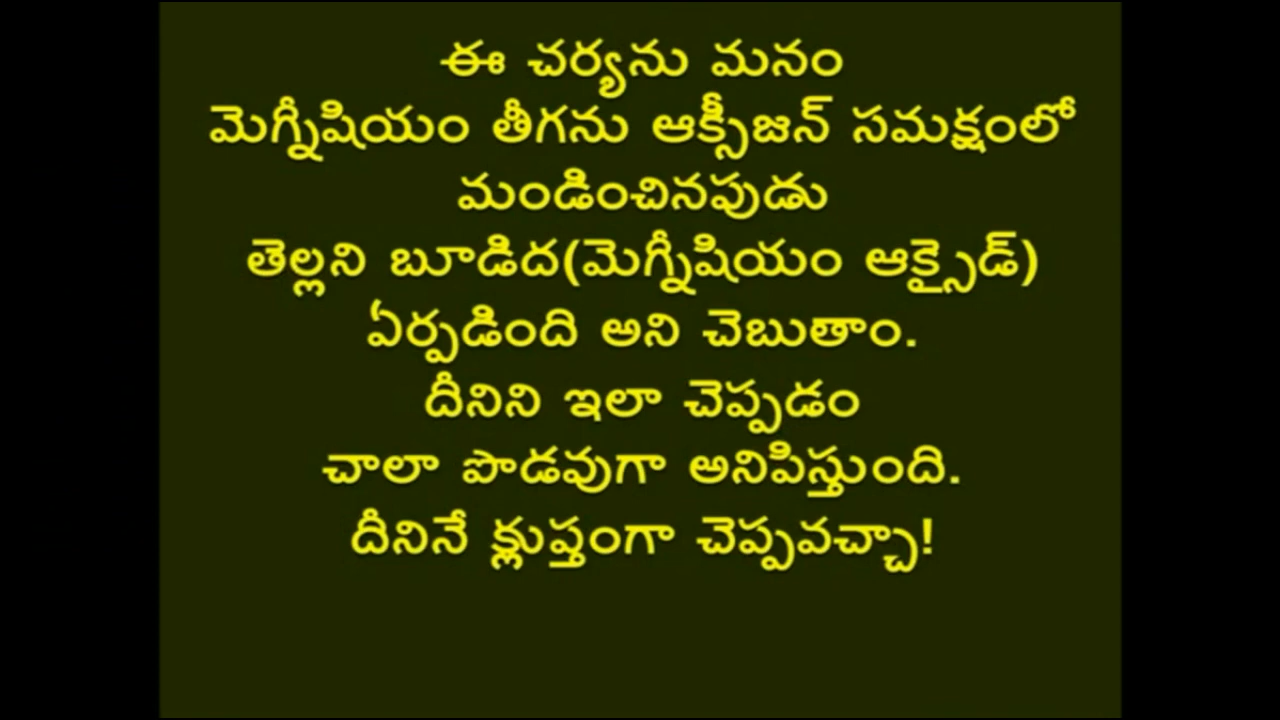 ఈ చర్యను మనం
మెగ్నీషియం తీగను ఆక్సీజన్ సమక్షంలో
మండించినపుడు
తెల్లని బూడిద(మెగ్నీషియం ఆక్సైడ్)
ఏర్పడింది అని చెబుతాం.
దీనిని ఇలా చెప్పడం
చాలా పొడవుగా అనిపిస్తుంది.
దీనినే క్లుప్తంగా చెప్పవచ్చా!